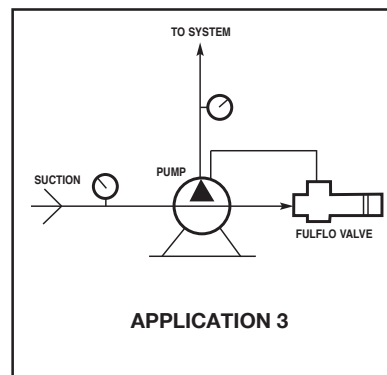 TO SYSTEM
PUMP
SUCTION
FULFLO VALVE
APPLICATION 3